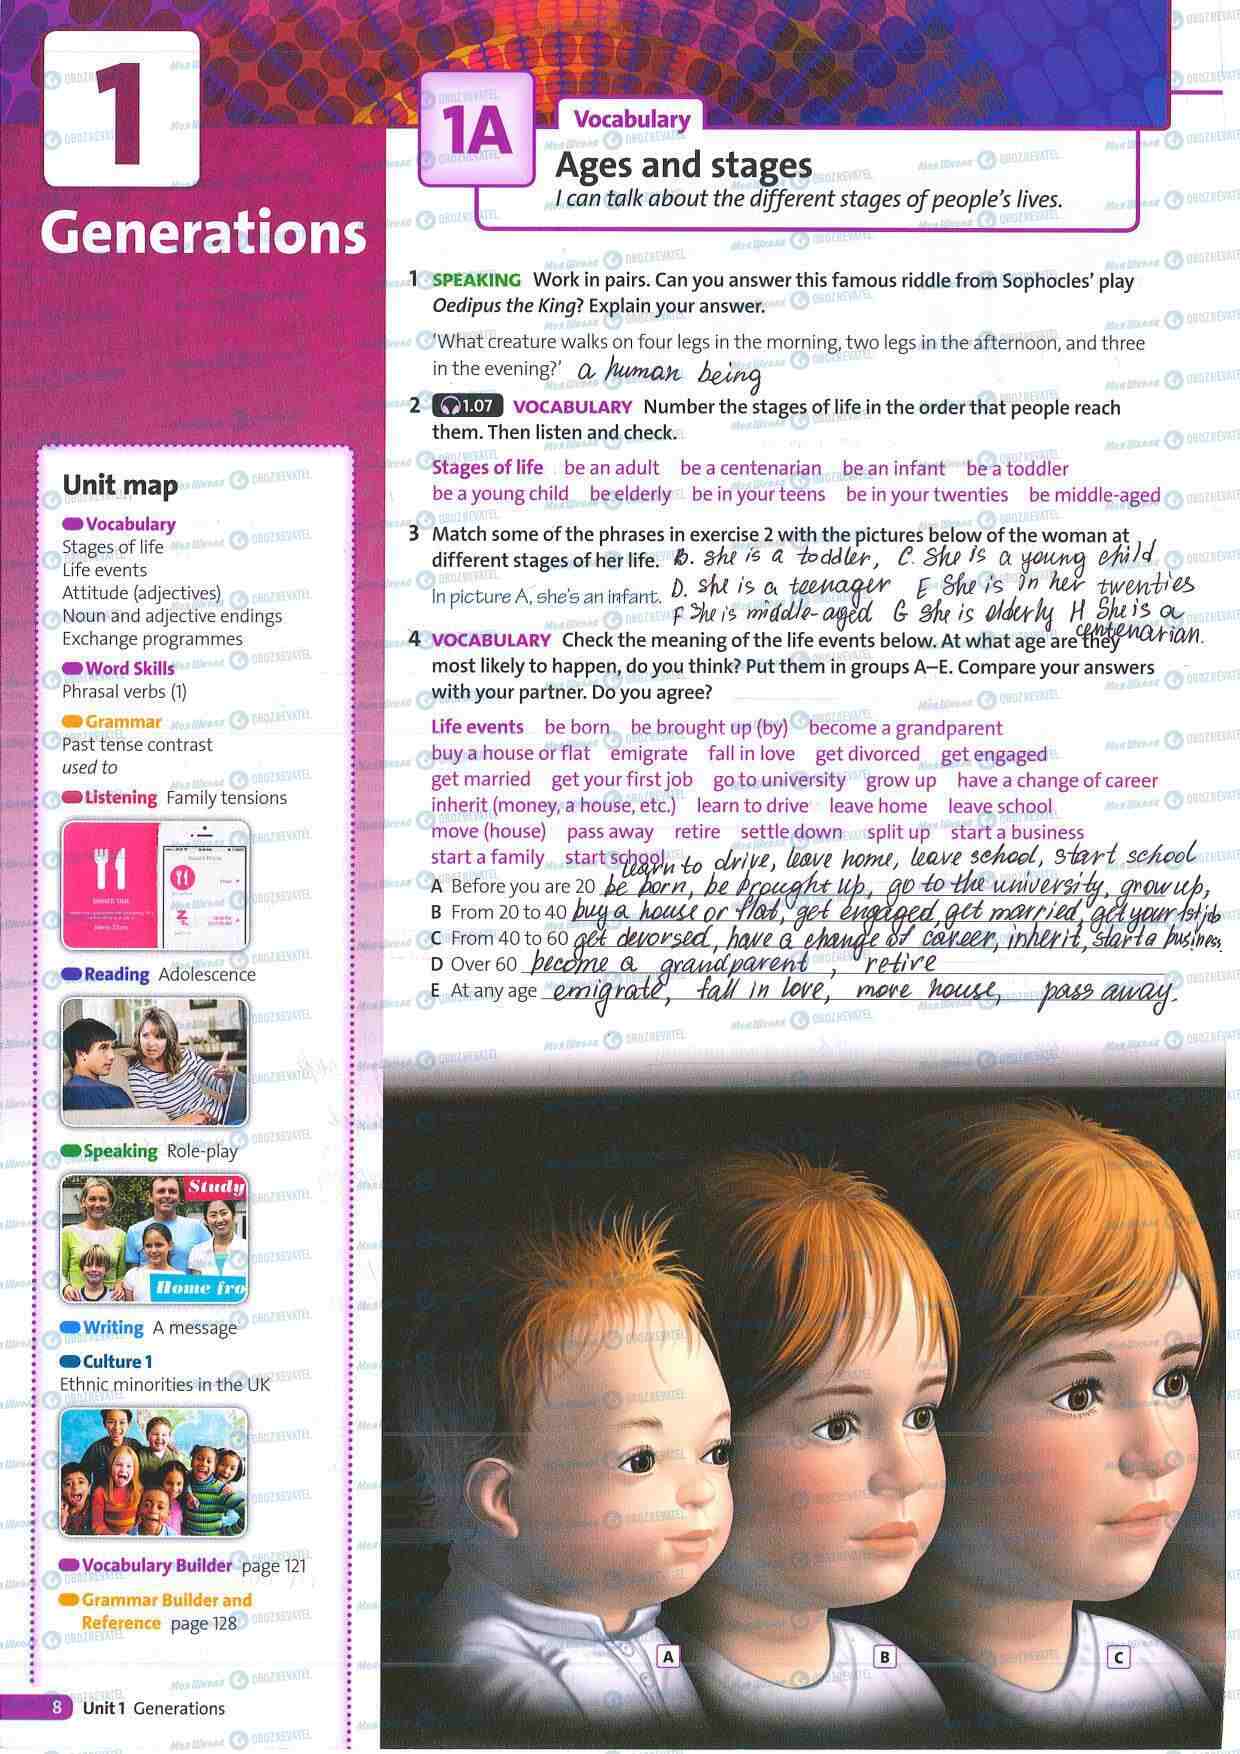 1
Generations
1A
Vocabulary
Ages and stages
I can talk about the different stages of people's lives.
1 SPEAKING Work in pairs. Can you answer this famous riddle from Sophocles' play
Oedipus the King? Explain your answer.
'What creature walks on four legs in the morning, two legs in the afternoon, and three
in the evening?' a human being
2 1.07 VOCABULARY Number the stages of life in the order that people reach
them. Then listen and check.
Stages of life be an adult be a centenarian be an infant be a toddler
be a young child be elderly be in your teens be in your twenties be middle-aged
3 Match some of the phrases in exercise 2 with the pictures below of the woman at
different stages of her life. B. She is a toddler, C. She is a young child
In picture A, she's an infant. D. she is a teenager E She is in her twenties
F She is middle-aged G She is elderly H She is a
centenarian.
4 VOCABULARY Check the meaning of the life events below. At what age are they
most likely to happen, do you think? Put them in groups A–E. Compare your answers
with your partner. Do you agree?
Life events be born be brought up (by) become a grandparent
buy a house or flat emigrate fall in love get divorced get engaged
get married get your first job go to university grow up have a change of career
inherit (money, a house, etc.) learn to drive leave home leave school
move (house) pass away retire settle down split up start a business
start a family start school
learn to drive, leave home, leave school, start school
A Before you are 20 be born, be brought up, go to the university, grow up,
B From 20 to 40 buy a house or flat, get engaged, get married, get your 1st job
C From 40 to 60 get devorsed, have a change of career, inherit, start a business,
D Over 60 become a grandparent, retire
E At any age emigrate, fall in love, move house, pass away.
Unit map
Vocabulary
Stages of life
Life events
Attitude (adjectives)
Noun and adjective endings
Exchange programmes
Word Skills
Phrasal verbs (1)
Grammar
Past tense contrast
used to
Listening Family tensions
Reading Adolescence
Speaking Role-play
Study
Home fro
Writing A message
Culture 1
Ethnic minorities in the UK
Vocabulary Builder page 121
Grammar Builder and
Reference page 128
A
B
C
8 Unit 1 Generations
Моя Школа OBOZREVATEL